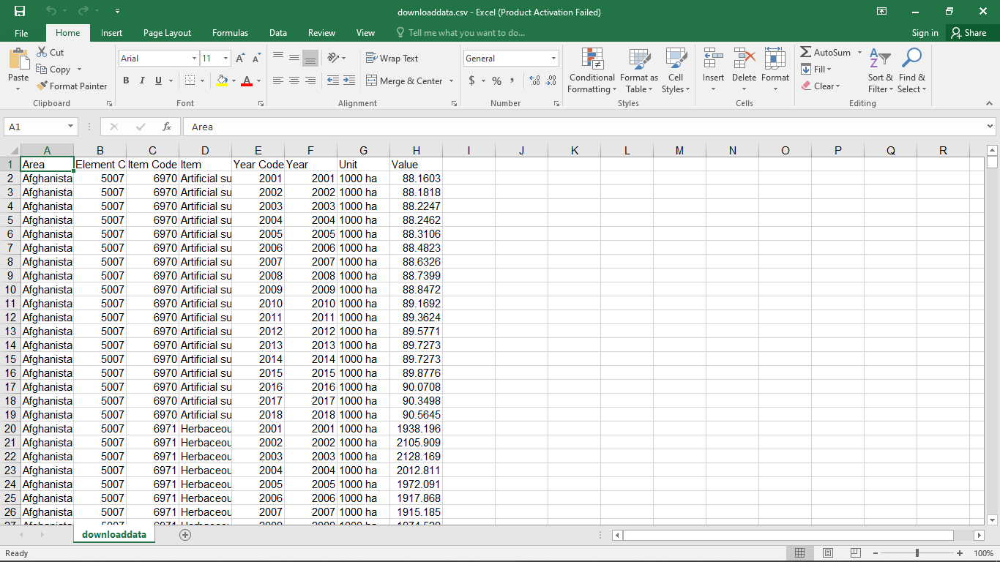 downloaddata.csv - Excel (Product Activation Failed)
File Home Insert Page Layout Formulas Data Review View Tell me what you want to do... Sign in Share
Paste
Cut
Copy
Format Painter
Clipboard
Arial 11
B I U A
Font
Wrap Text
Merge & Center
Alignment
General
$ % ,
Number
Conditional Formatting
Format as Table
Cell Styles
Styles
Insert Delete Format
Cells
AutoSum
Fill
Clear
Sort & Filter
Find & Select
Editing
A1 fx Area
A B C D E F G H I J K L M N O P Q R
1 Area Element C Item Code Item Year Code Year Unit Value
2 Afghanista 5007 6970 Artificial su 2001 2001 1000 ha 88.1603
3 Afghanista 5007 6970 Artificial su 2002 2002 1000 ha 88.1818
4 Afghanista 5007 6970 Artificial su 2003 2003 1000 ha 88.2247
5 Afghanista 5007 6970 Artificial su 2004 2004 1000 ha 88.2462
6 Afghanista 5007 6970 Artificial su 2005 2005 1000 ha 88.3106
7 Afghanista 5007 6970 Artificial su 2006 2006 1000 ha 88.4823
8 Afghanista 5007 6970 Artificial su 2007 2007 1000 ha 88.6326
9 Afghanista 5007 6970 Artificial su 2008 2008 1000 ha 88.7399
10 Afghanista 5007 6970 Artificial su 2009 2009 1000 ha 88.8472
11 Afghanista 5007 6970 Artificial su 2010 2010 1000 ha 89.1692
12 Afghanista 5007 6970 Artificial su 2011 2011 1000 ha 89.3624
13 Afghanista 5007 6970 Artificial su 2012 2012 1000 ha 89.5771
14 Afghanista 5007 6970 Artificial su 2013 2013 1000 ha 89.7273
15 Afghanista 5007 6970 Artificial su 2014 2014 1000 ha 89.7273
16 Afghanista 5007 6970 Artificial su 2015 2015 1000 ha 89.8776
17 Afghanista 5007 6970 Artificial su 2016 2016 1000 ha 90.0708
18 Afghanista 5007 6970 Artificial su 2017 2017 1000 ha 90.3498
19 Afghanista 5007 6970 Artificial su 2018 2018 1000 ha 90.5645
20 Afghanista 5007 6971 Herbaceou 2001 2001 1000 ha 1938.196
21 Afghanista 5007 6971 Herbaceou 2002 2002 1000 ha 2105.909
22 Afghanista 5007 6971 Herbaceou 2003 2003 1000 ha 2128.169
23 Afghanista 5007 6971 Herbaceou 2004 2004 1000 ha 2012.811
24 Afghanista 5007 6971 Herbaceou 2005 2005 1000 ha 1972.091
25 Afghanista 5007 6971 Herbaceou 2006 2006 1000 ha 1917.868
26 Afghanista 5007 6971 Herbaceou 2007 2007 1000 ha 1915.185
downloaddata
Ready 100%